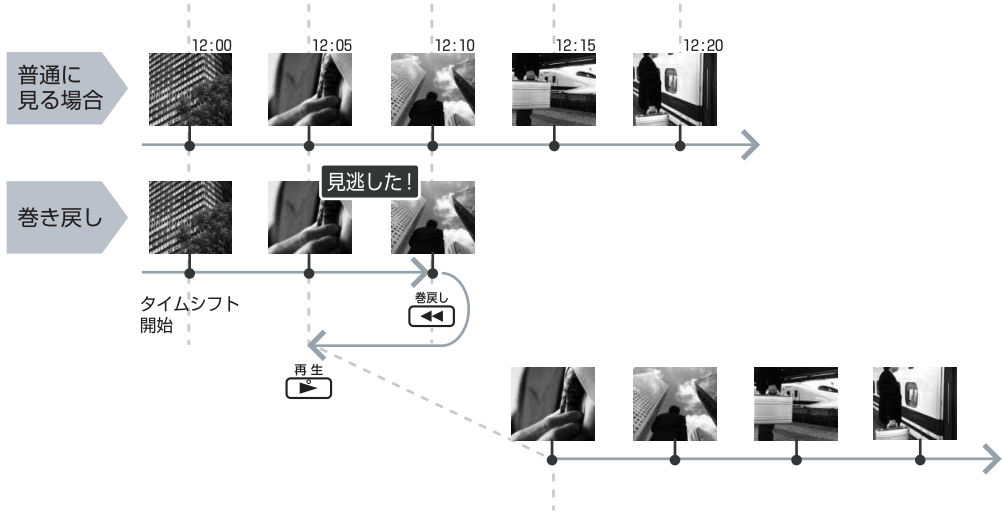 12:00
12:05
12:10
12:15
12:20
普通に
見る場合
見逃した!
巻き戻し
タイムシフト
開始
巻戻し
再生